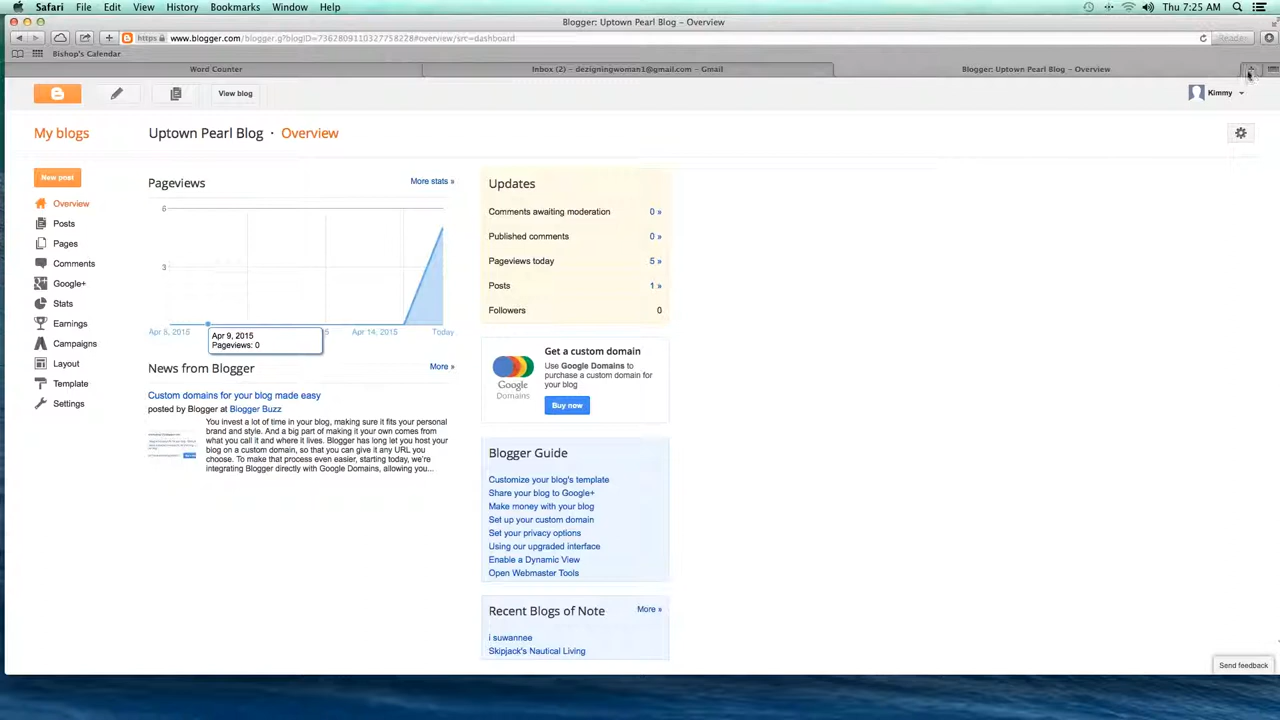 Safari File Edit View History Bookmarks Window Help Thu 7:25 AM
Blogger: Uptown Pearl Blog – Overview
https www.blogger.com/blogger.g?blogID=7362809110327758228#overview/src=dashboard Reader
Bishop's Calendar
Word Counter Inbox (2) – dezigningwoman1@gmail.com – Gmail Blogger: Uptown Pearl Blog – Overview
View blog Kimmy
My blogs Uptown Pearl Blog · Overview
New post
Overview
Posts
Pages
Comments
Google+
Stats
Earnings
Campaigns
Layout
Template
Settings
Pageviews More stats »
6
3
Apr 14, 2015 Today
Apr 9, 2015
Pageviews: 0
News from Blogger More »
Custom domains for your blog made easy
posted by Blogger at Blogger Buzz
You invest a lot of time in your blog, making sure it fits your personal
brand and style. And a big part of making it your own comes from
what you call it and where it lives. Blogger has long let you host your
blog on a custom domain, so that you can give it any URL you
choose. To make that process even easier, starting today, we're
integrating Blogger directly with Google Domains, allowing you...
Updates
Comments awaiting moderation 0 »
Published comments 0 »
Pageviews today 5 »
Posts 1 »
Followers 0
Get a custom domain
Use Google Domains to
purchase a custom domain for
your blog
Google
Domains
Buy now
Blogger Guide
Customize your blog's template
Share your blog to Google+
Make money with your blog
Set up your custom domain
Set your privacy options
Using our upgraded interface
Enable a Dynamic View
Open Webmaster Tools
Recent Blogs of Note More »
i suwannee
Skipjack's Nautical Living
Send feedback